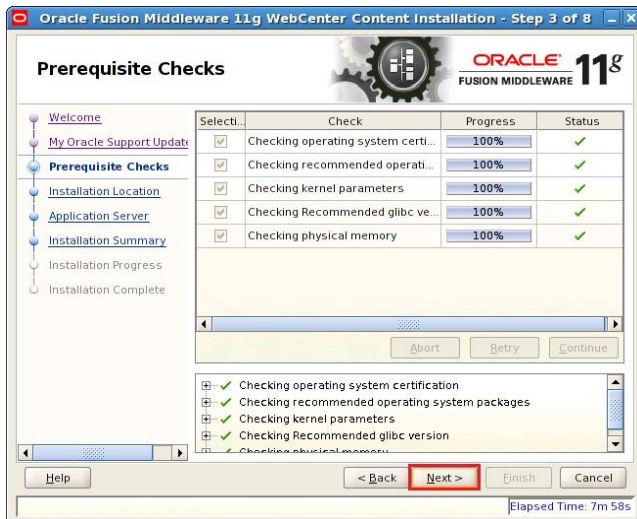 Oracle Fusion Middleware 11g WebCenter Content Installation - Step 3 of 8
Prerequisite Checks
ORACLE
FUSION MIDDLEWARE
11g
Welcome
My Oracle Support Update
Prerequisite Checks
Installation Location
Application Server
Installation Summary
Installation Progress
Installation Complete
Selecti... Check Progress Status
Checking operating system certi... 100%
Checking recommended operati... 100%
Checking kernel parameters 100%
Checking Recommended glibc ve... 100%
Checking physical memory 100%
Abort Retry Continue
Checking operating system certification
Checking recommended operating system packages
Checking kernel parameters
Checking Recommended glibc version
Checking physical memory
Help < Back Next > Finish Cancel
Elapsed Time: 7m 58s